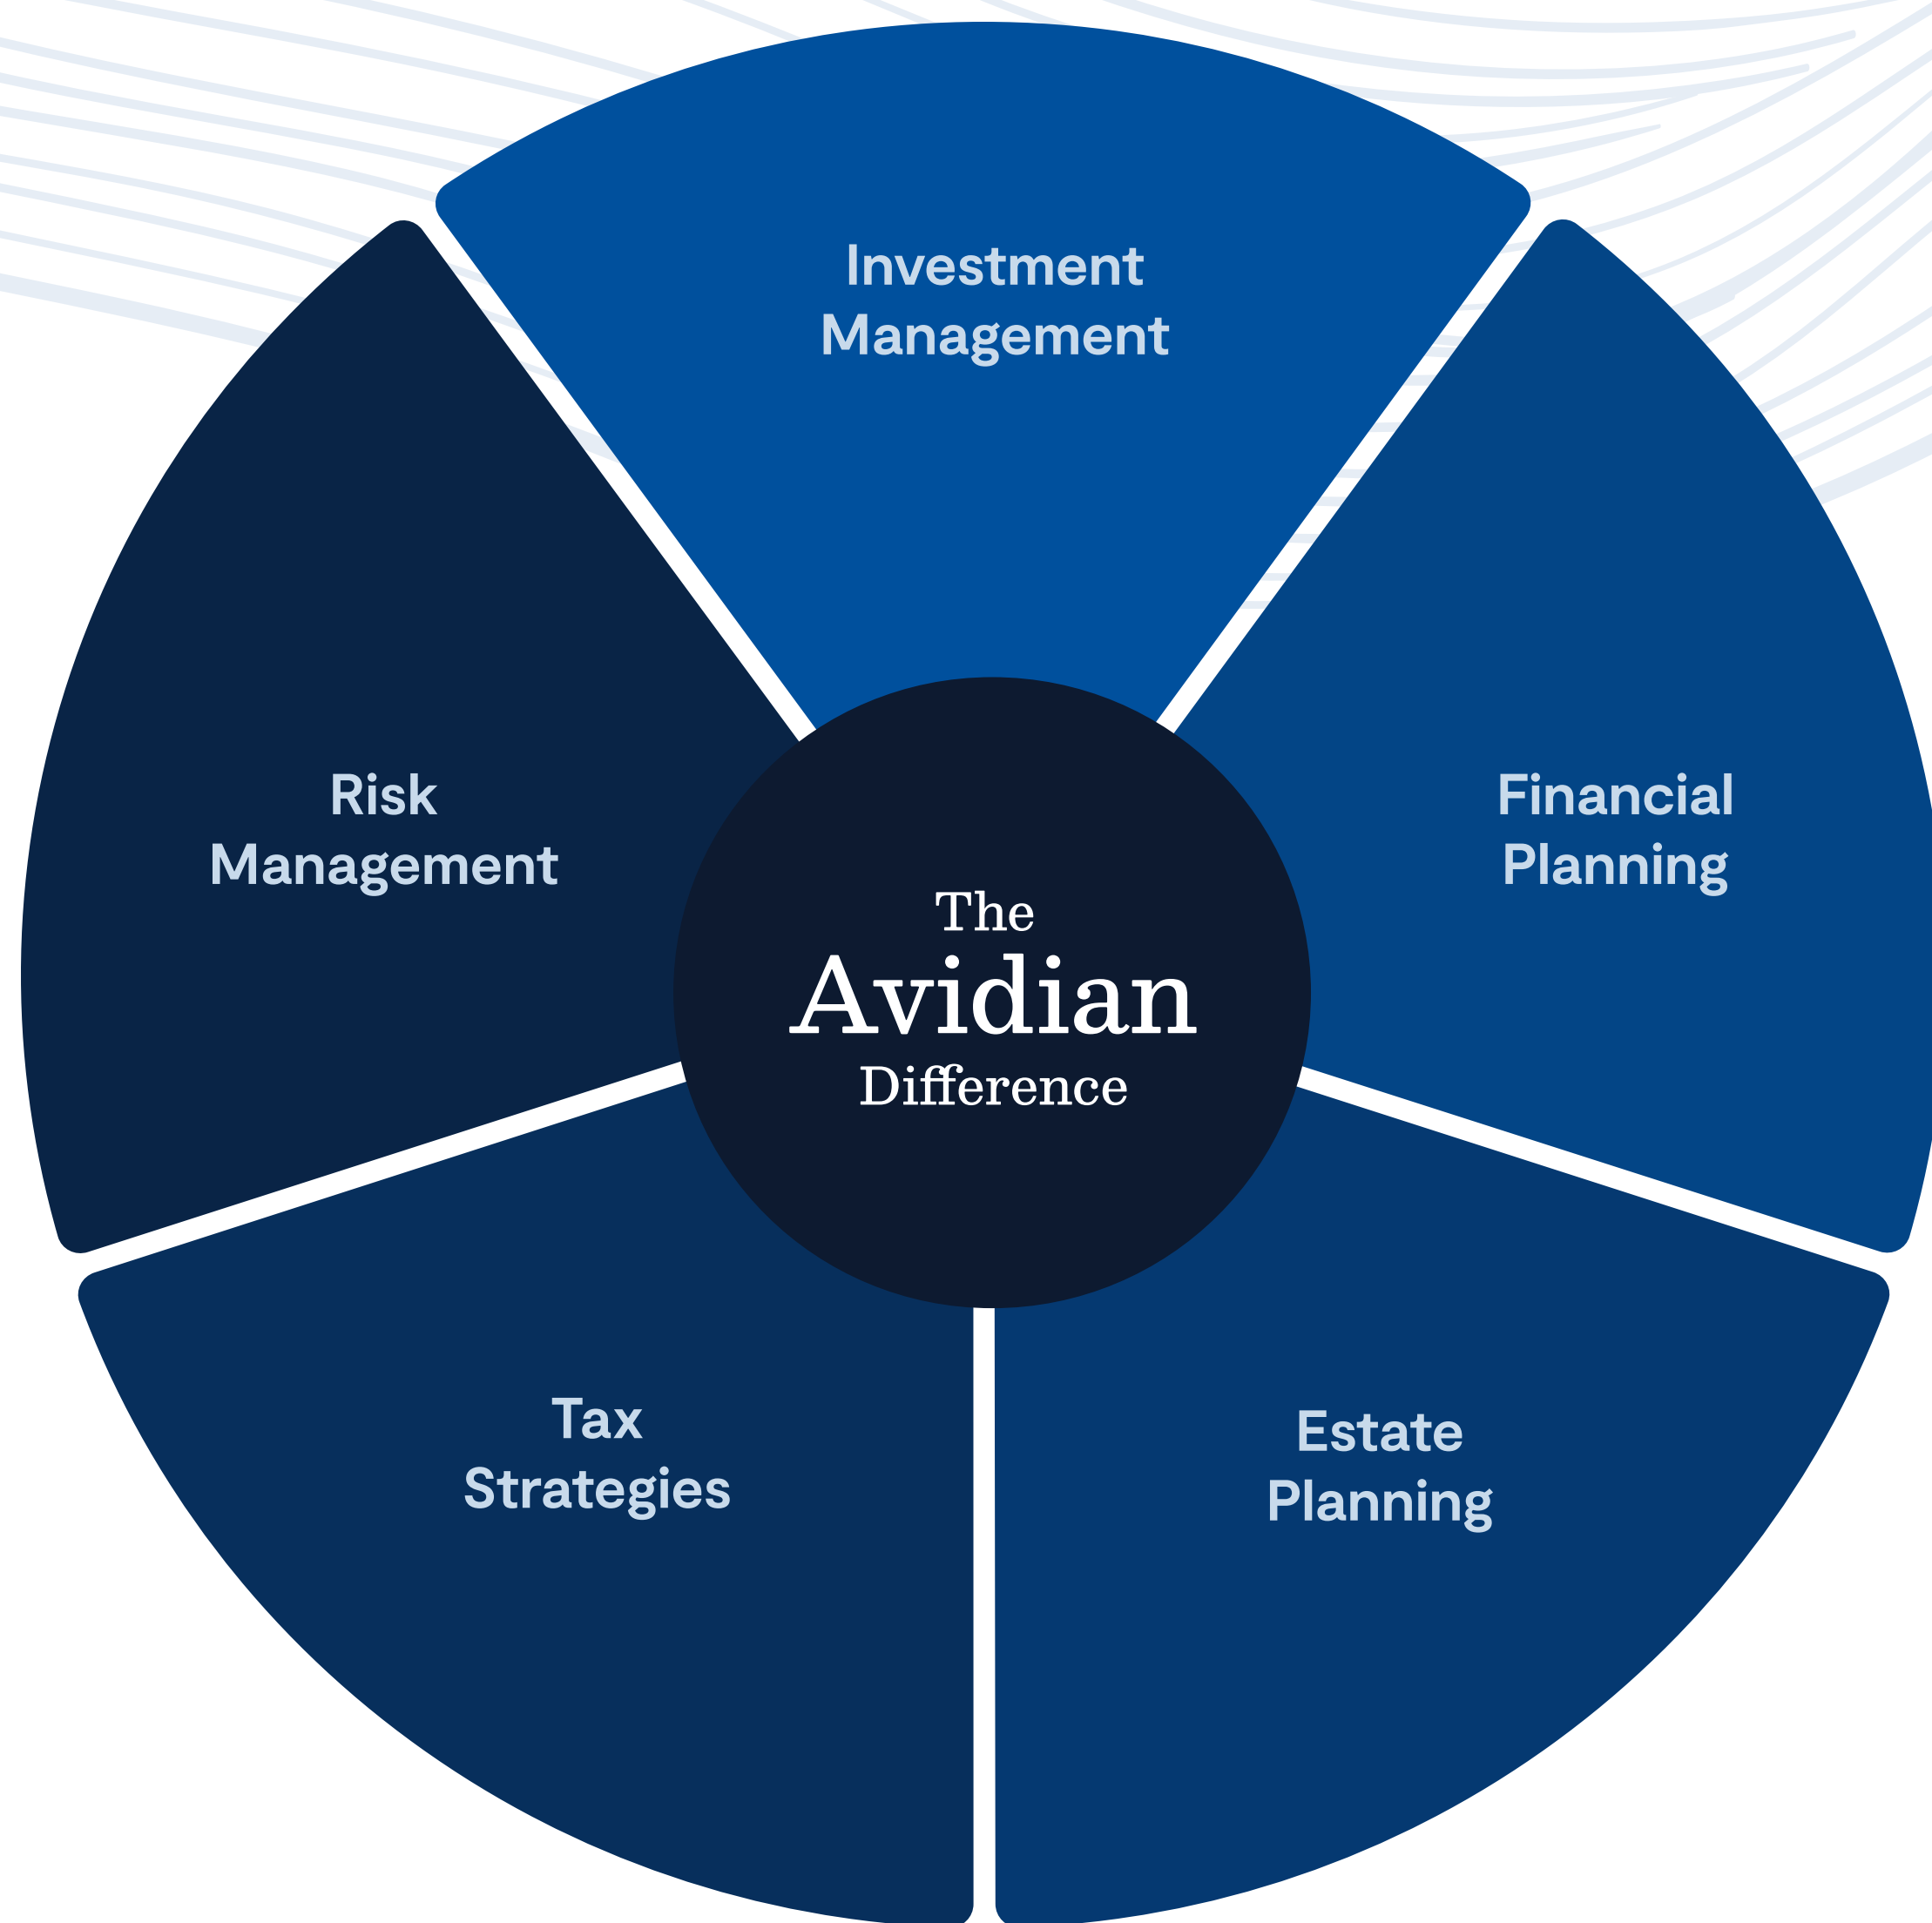 Investment
Management
Risk
Management
Financial
Planning
The
Avidian
Difference
Tax
Strategies
Estate
Planning